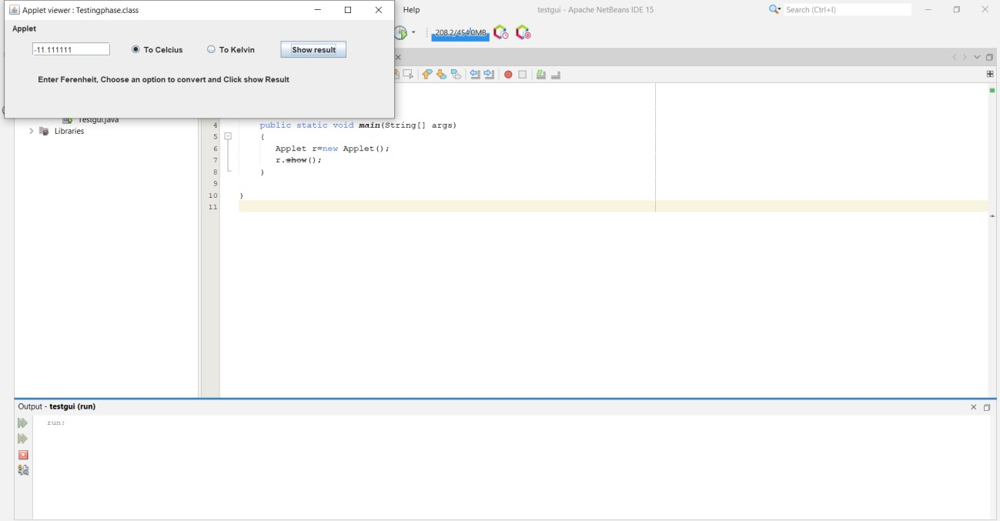 Applet viewer : Testingphase.class
Help
testgui - Apache NetBeans IDE 15
Search (Ctrl+I)
Applet
208.2/454.0MB
-11.111111
To Celcius
To Kelvin
Show result
Enter Ferenheit, Choose an option to convert and Click show Result
Testgui.java
Libraries
4 public static void main(String[] args)
5 {
6 Applet r=new Applet();
7 r.show();
8 }
9
10 }
11
Output - testgui (run)
run: